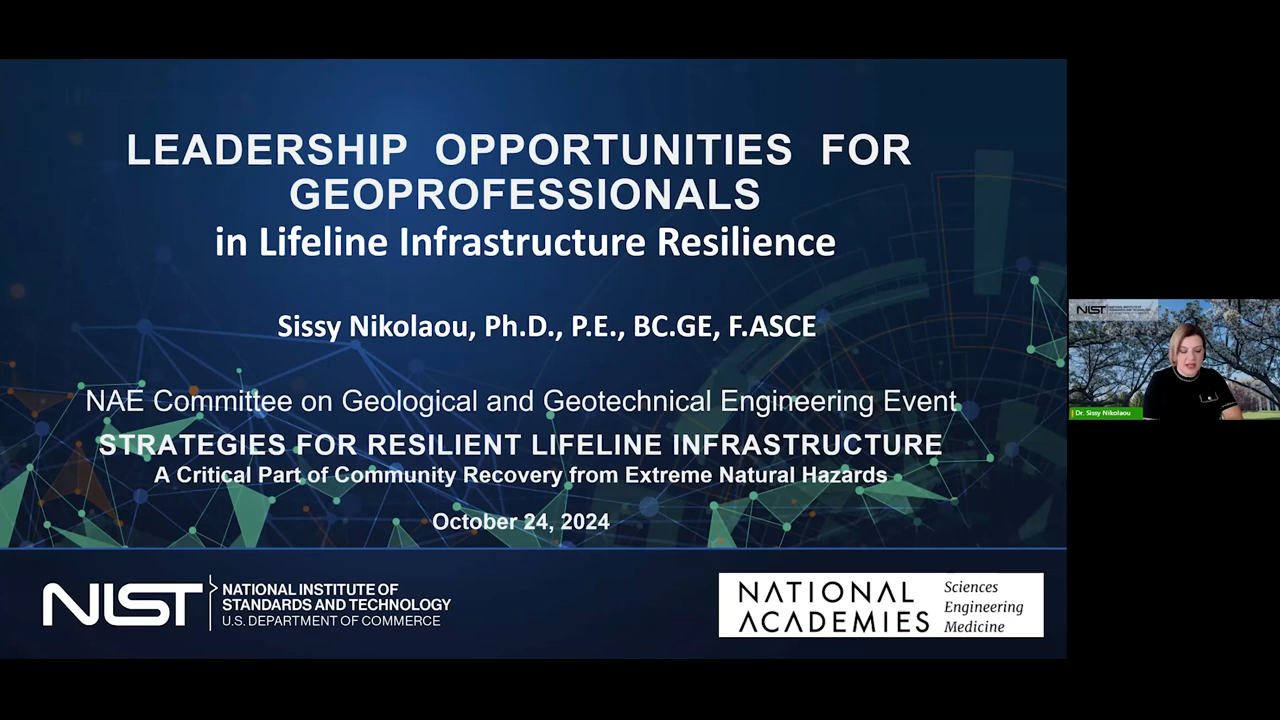 LEADERSHIP OPPORTUNITIES FOR
GEOPROFESSIONALS
in Lifeline Infrastructure Resilience
Sissy Nikolaou, Ph.D., P.E., BC.GE, F.ASCE
NAE Committee on Geological and Geotechnical Engineering Event
STRATEGIES FOR RESILIENT LIFELINE INFRASTRUCTURE
A Critical Part of Community Recovery from Extreme Natural Hazards
October 24, 2024
NIST
NATIONAL INSTITUTE OF
STANDARDS AND TECHNOLOGY
U.S. DEPARTMENT OF COMMERCE
NATIONAL
ACADEMIES
Sciences
Engineering
Medicine
NIST
Dr. Sissy Nikolaou